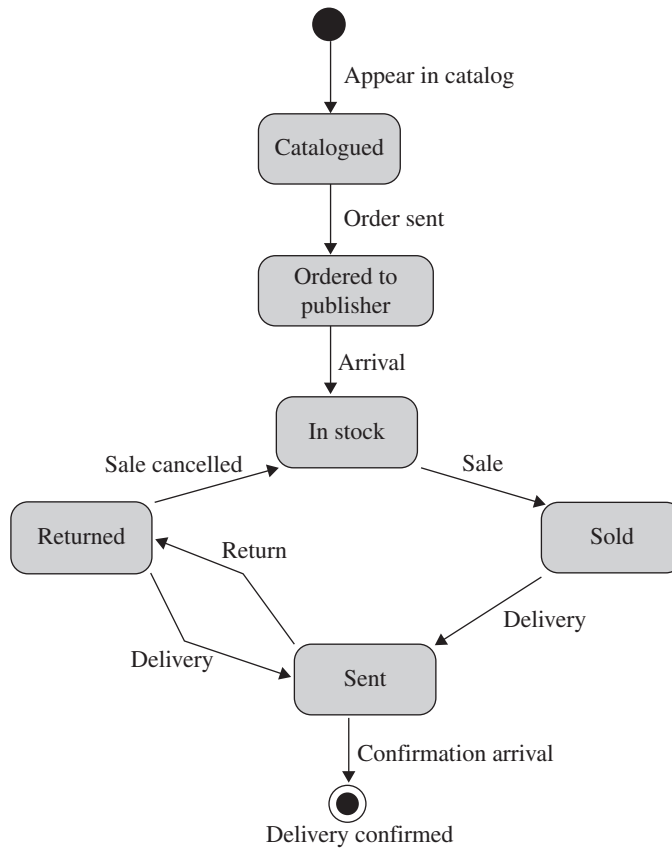 Appear in catalog
Catalogued
Order sent
Ordered to
publisher
Arrival
In stock
Sale cancelled
Sale
Returned
Return
Sold
Delivery
Delivery
Sent
Confirmation arrival
Delivery confirmed